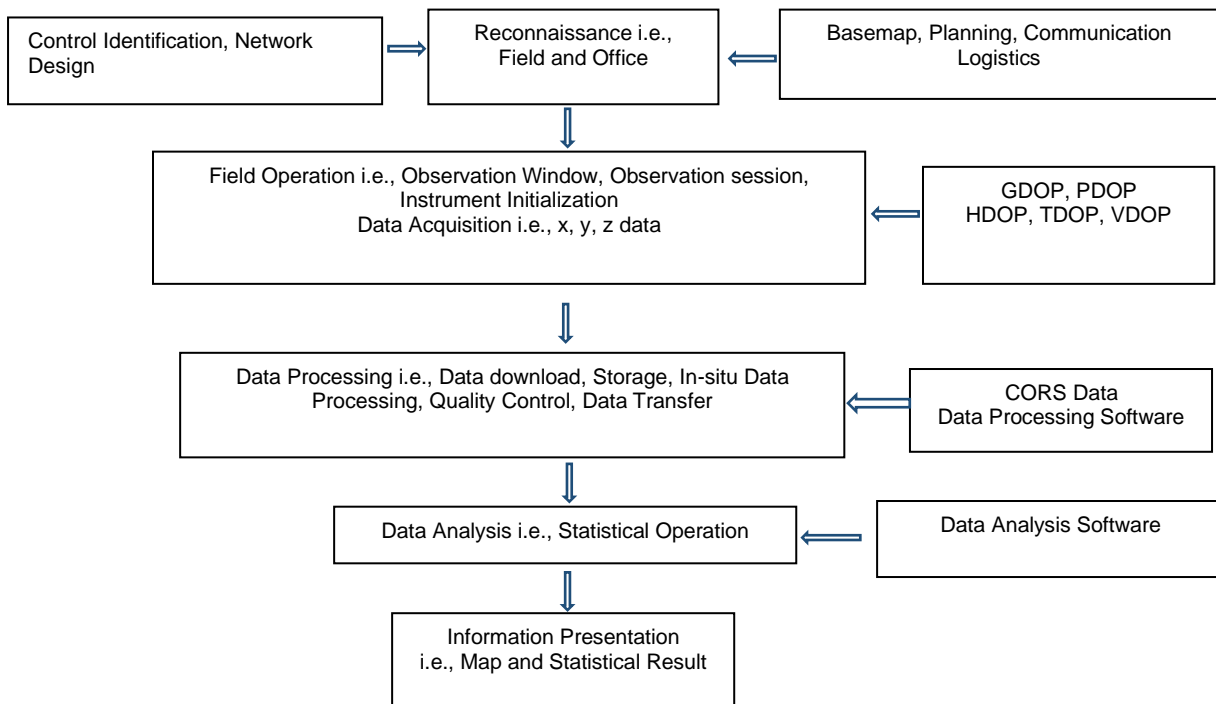 Control Identification, Network
Design
Reconnaissance i.e.,
Field and Office
Basemap, Planning, Communication
Logistics
Field Operation i.e., Observation Window, Observation session,
Instrument Initialization
Data Acquisition i.e., x, y, z data
GDOP, PDOP
HDOP, TDOP, VDOP
Data Processing i.e., Data download, Storage, In-situ Data
Processing, Quality Control, Data Transfer
CORS Data
Data Processing Software
Data Analysis i.e., Statistical Operation
Data Analysis Software
Information Presentation
i.e., Map and Statistical Result